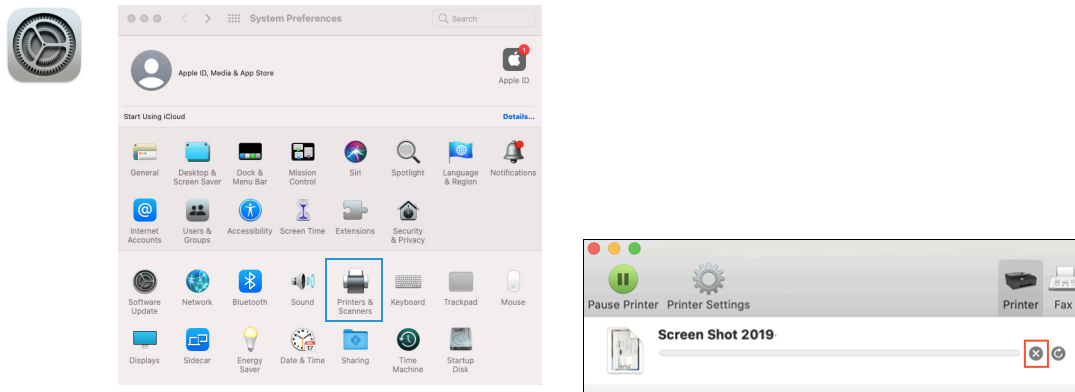 System Preferences
Search
Apple ID, Media & App Store
1
Apple ID
Start Using iCloud
Details...
General
Desktop &
Screen Saver
Dock &
Menu Bar
Mission
Control
Siri
Spotlight
Language
& Region
Notifications
Internet
Accounts
Users &
Groups
Accessibility
Screen Time
Extensions
Security
& Privacy
Software
Update
Network
Bluetooth
Sound
Printers &
Scanners
Keyboard
Trackpad
Mouse
Displays
Sidecar
Energy
Saver
Date & Time
17
Sharing
Time
Machine
Startup
Disk
Pause Printer
Printer Settings
Printer
Fax
Screen Shot 2019